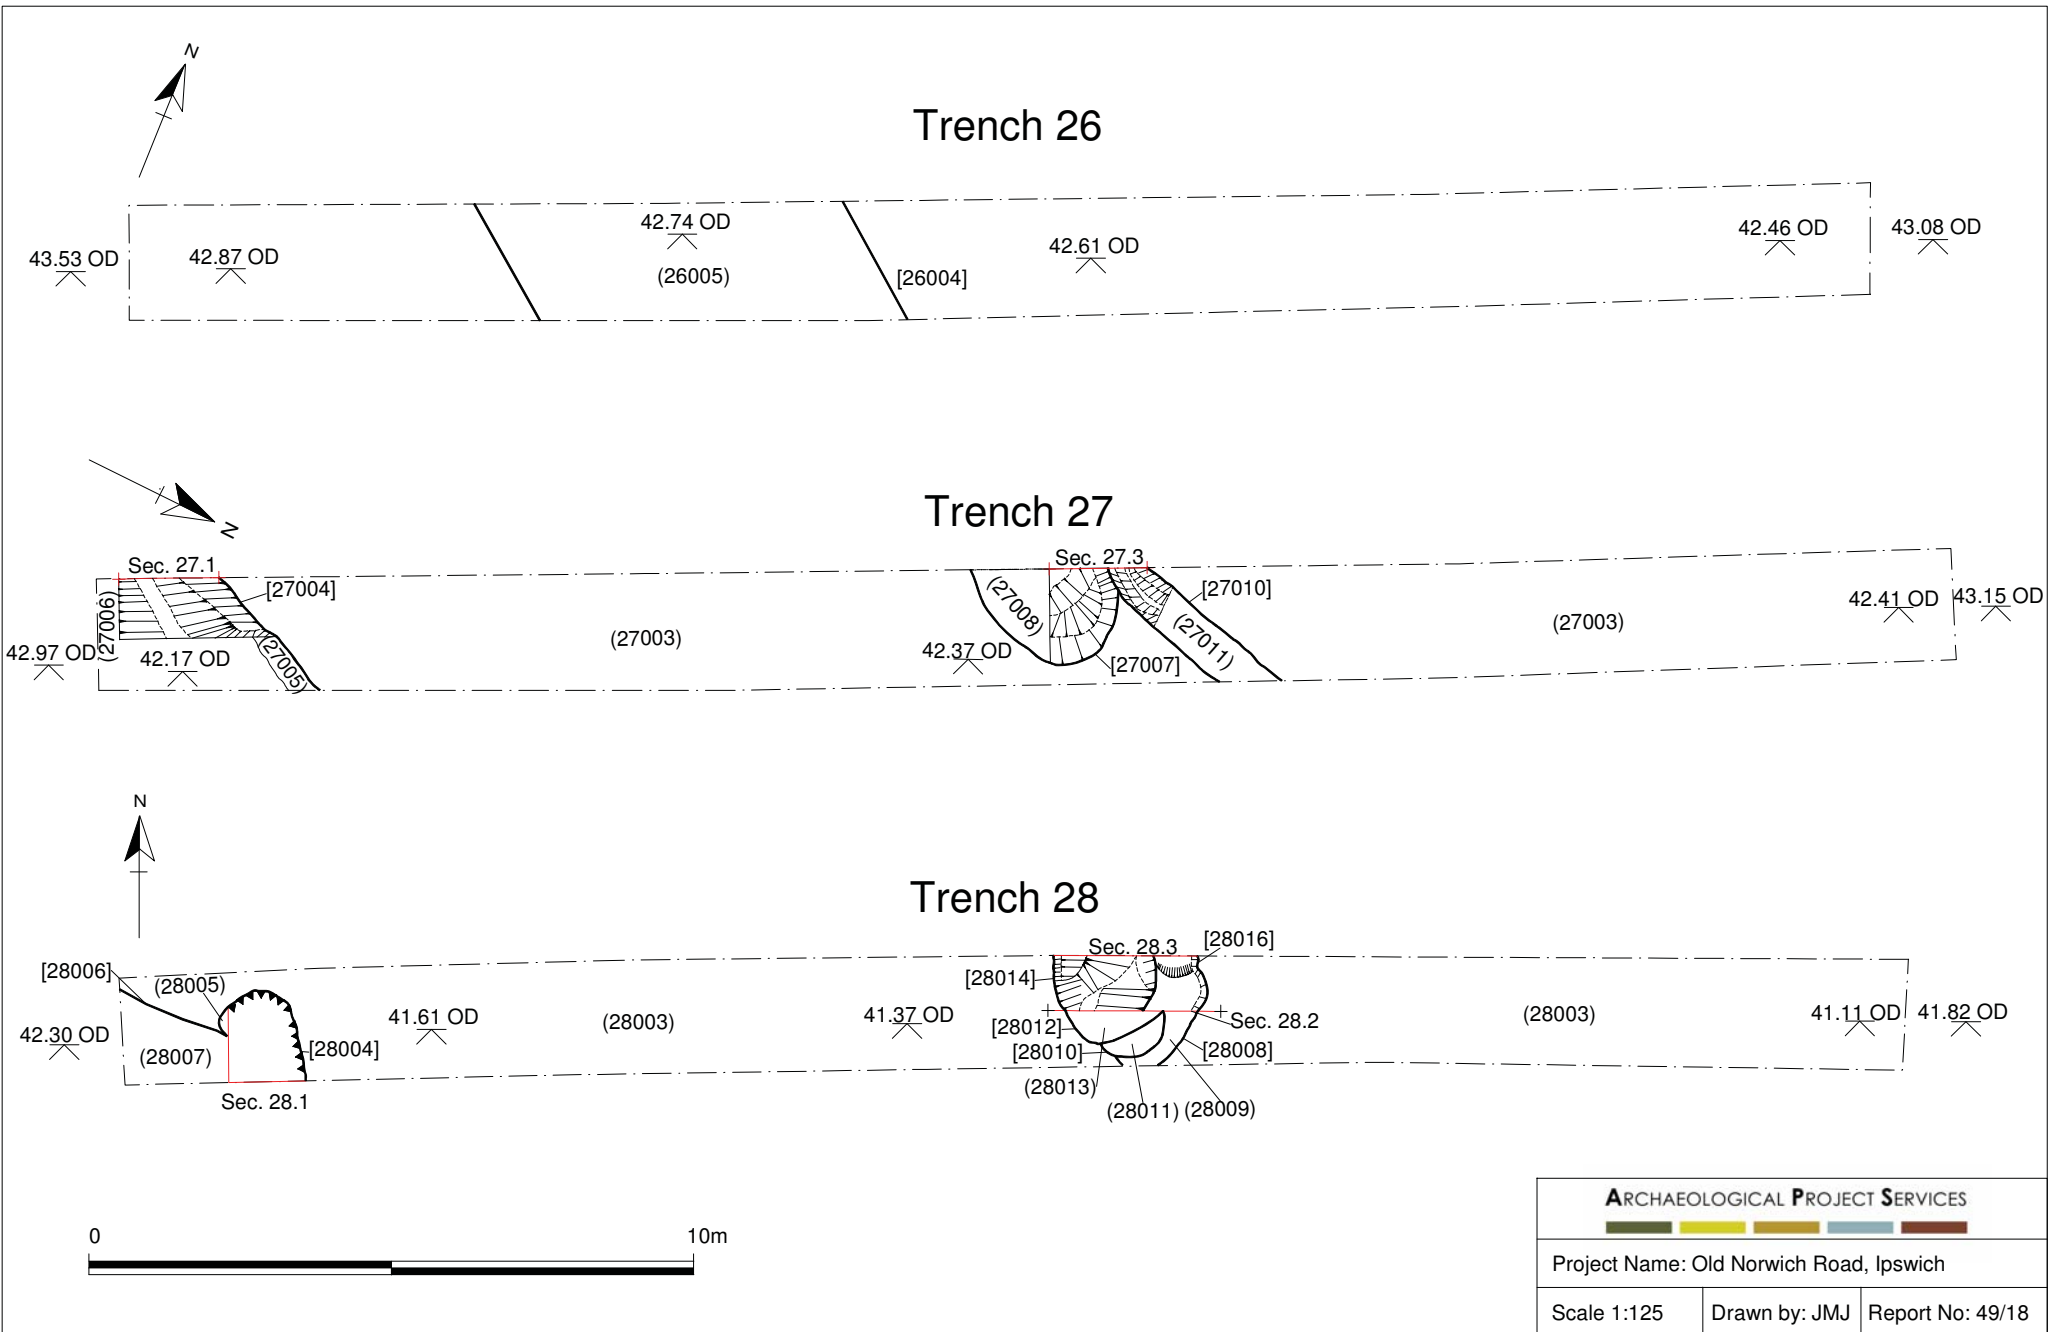 N
Trench 26
43.53 OD
42.87 OD
42.74 OD
(26005)
[26004]
42.61 OD
42.46 OD
43.08 OD
N
Trench 27
Sec. 27.1
[27004]
(27006)
42.97 OD
42.17 OD
(27005)
(27003)
(27008)
42.37 OD
Sec. 27.3
[27010]
(27011)
[27007]
(27003)
42.41 OD
43.15 OD
N
Trench 28
[28006]
(28005)
42.30 OD
(28007)
[28004]
Sec. 28.1
41.61 OD
(28003)
41.37 OD
[28014]
Sec. 28.3
[28016]
[28012]
[28010]
(28013)
(28011)
(28009)
Sec. 28.2
[28008]
(28003)
41.11 OD
41.82 OD
0
10m
ARCHAEOLOGICAL PROJECT SERVICES
Project Name: Old Norwich Road, Ipswich
Scale 1:125
Drawn by: JMJ
Report No: 49/18